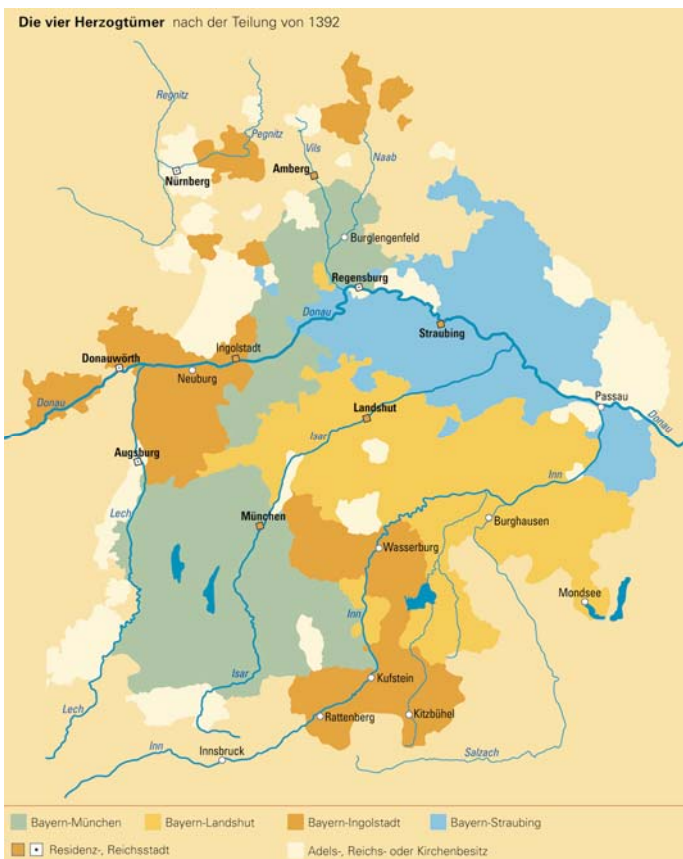 Die vier Herzogtümer nach der Teilung von 1392
Regnitz
Pegnitz
Nürnberg
Vils
Amberg
Naab
Burglengenfeld
Regensburg
Donau
Straubing
Ingolstadt
Donauwörth
Neuburg
Donau
Landshut
Passau
Donau
Isar
Augsburg
Inn
Lech
München
Burghausen
Wasserburg
Mondsee
Inn
Isar
Kufstein
Lech
Rattenberg
Kitzbühel
Inn
Innsbruck
Salzach
Bayern-München
Bayern-Landshut
Bayern-Ingolstadt
Bayern-Straubing
Residenz-, Reichsstadt
Adels-, Reichs- oder Kirchenbesitz